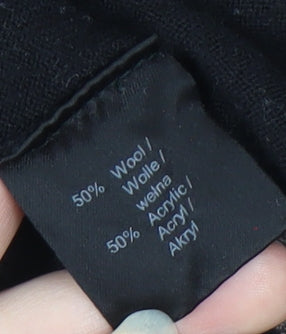 50% Wool /
Wolle /
wełna
50% Acrylic /
Acryl /
Akryl